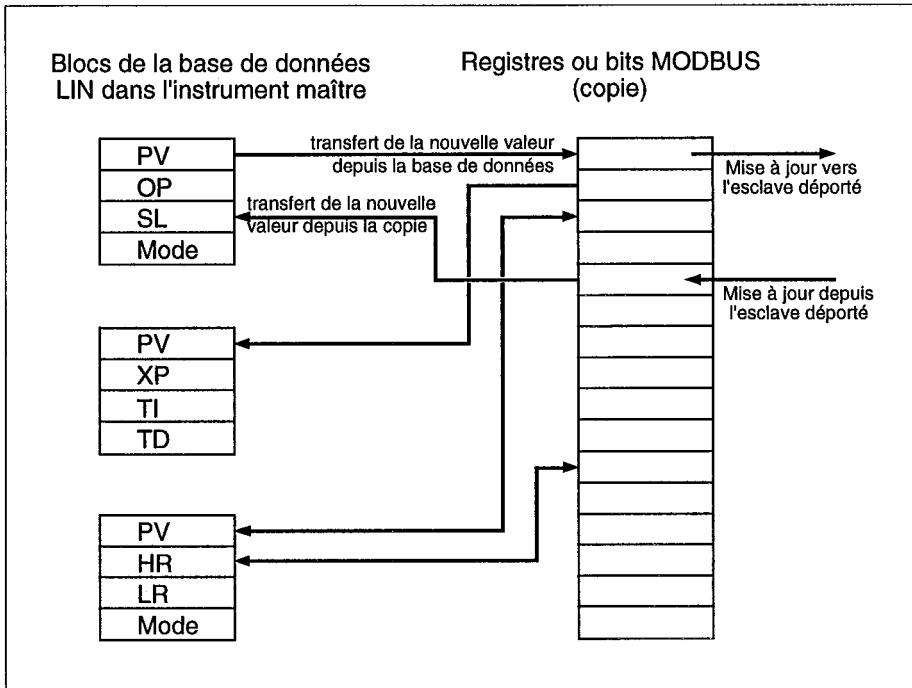 Blocs de la base de données
LIN dans l'instrument maître
Registres ou bits MODBUS
(copie)
PV
OP
SL
Mode
transfert de la nouvelle valeur
depuis la base de données
transfert de la nouvelle
valeur depuis la copie
Mise à jour vers
l'esclave déporté
Mise à jour depuis
l'esclave déporté
PV
XP
TI
TD
PV
HR
LR
Mode